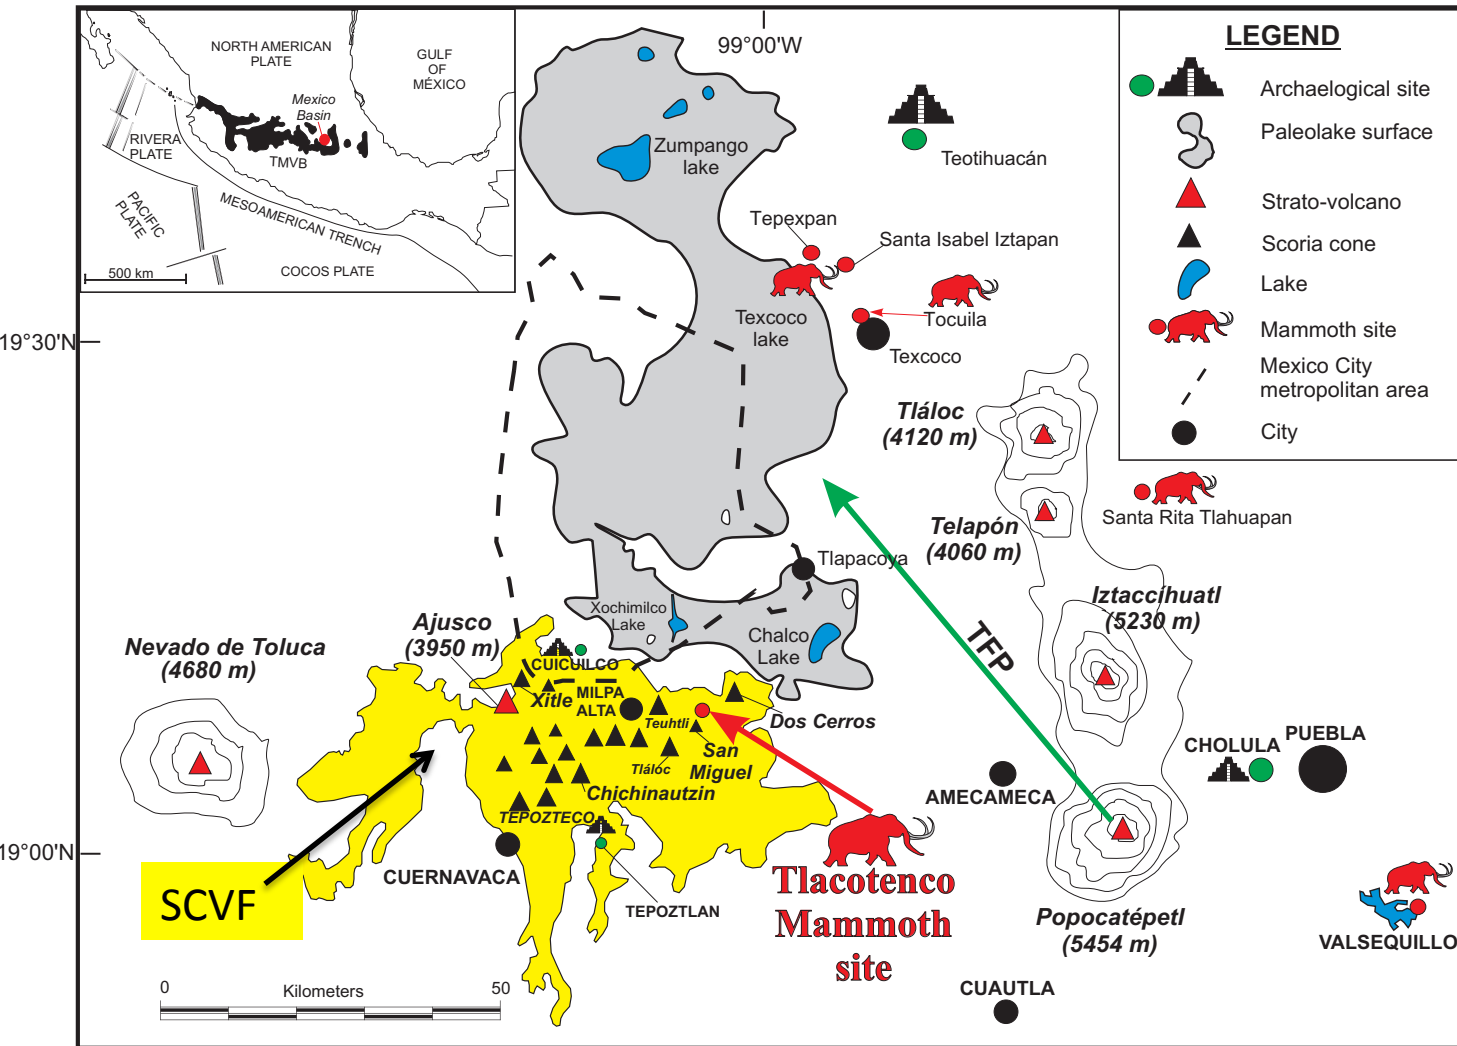 NORTH AMERICAN
PLATE
GULF
OF
MÉXICO
Mexico
Basin
RIVERA
PLATE
TMVB
PACIFIC
PLATE
MESOAMERICAN TRENCH
COCOS PLATE
500 km
99°00'W
LEGEND
Archaelogical site
Paleolake surface
Strato-volcano
Scoria cone
Lake
Mammoth site
Mexico City
metropolitan area
City
Zumpango
lake
Teotihuacán
Tepexpan
Santa Isabel Iztapan
Texcoco
lake
Tocuila
Texcoco
19°30'N
Tláloc
(4120 m)
Santa Rita Tlahuapan
Telapón
(4060 m)
Tlapacoya
Iztaccíhuatl
(5230 m)
Xochimilco
Lake
Chalco
Lake
TFP
Ajusco
(3950 m)
Nevado de Toluca
(4680 m)
CUICUILCO
Xitle
MILPA
ALTA
Teuhtli
Dos Cerros
San
Miguel
Tláloc
Chichinautzin
TEPOZTECO
CHOLULA
PUEBLA
AMECAMECA
19°00'N
CUERNAVACA
SCVF
TEPOZTLAN
Tlacotenco
Mammoth
site
Popocatépetl
(5454 m)
VALSEQUILLO
CUAUTLA
0
Kilometers
50